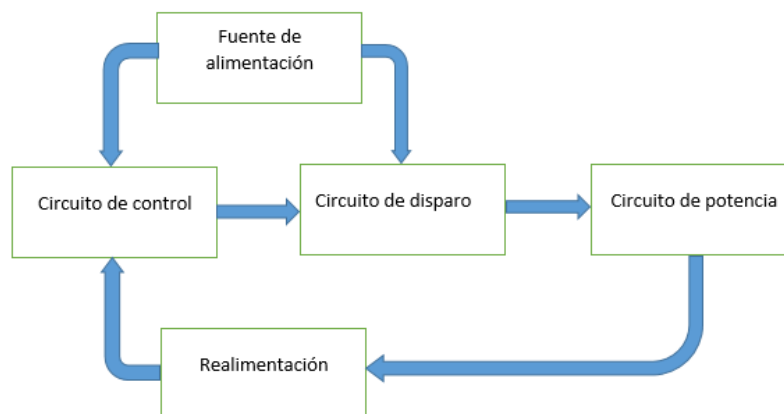 Fuente de
alimentación
Circuito de control
Circuito de disparo
Circuito de potencia
Realimentación